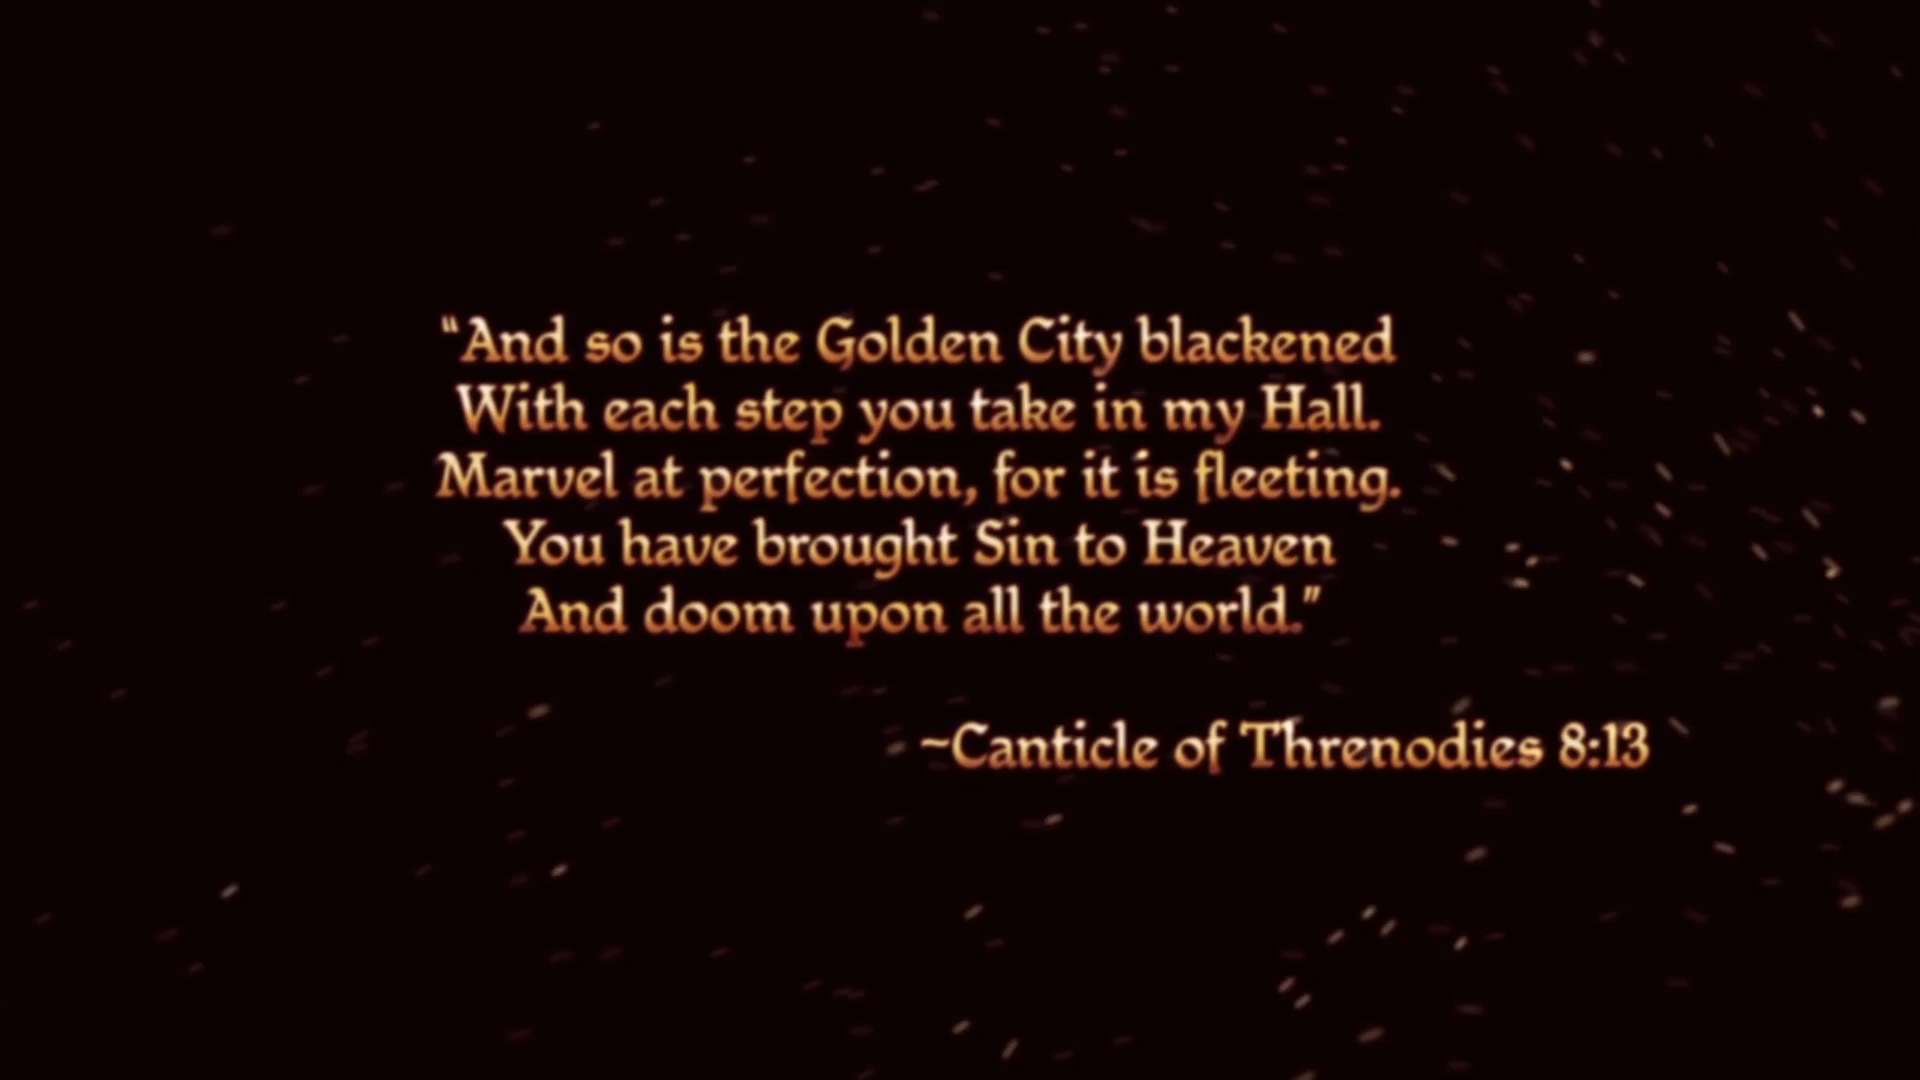 “And so is the Golden City blackened
With each step you take in my Hall.
Marvel at perfection, for it is fleeting.
You have brought Sin to Heaven
And doom upon all the world.”
~Canticle of Threnodies 8:13